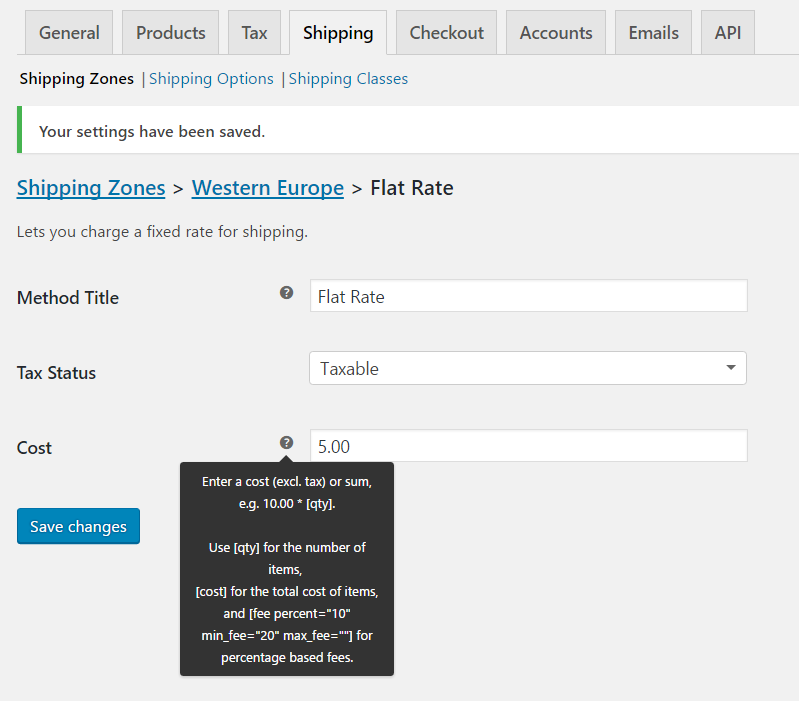 General Products Tax Shipping Checkout Accounts Emails API
Shipping Zones | Shipping Options | Shipping Classes
Your settings have been saved.
Shipping Zones > Western Europe > Flat Rate
Lets you charge a fixed rate for shipping.
Method Title ? Flat Rate
Tax Status Taxable
Cost ? 5.00
Enter a cost (excl. tax) or sum,
e.g. 10.00 * [qty].
Use [qty] for the number of
items,
[cost] for the total cost of items,
and [fee percent="10"
min_fee="20" max_fee=""] for
percentage based fees.
Save changes